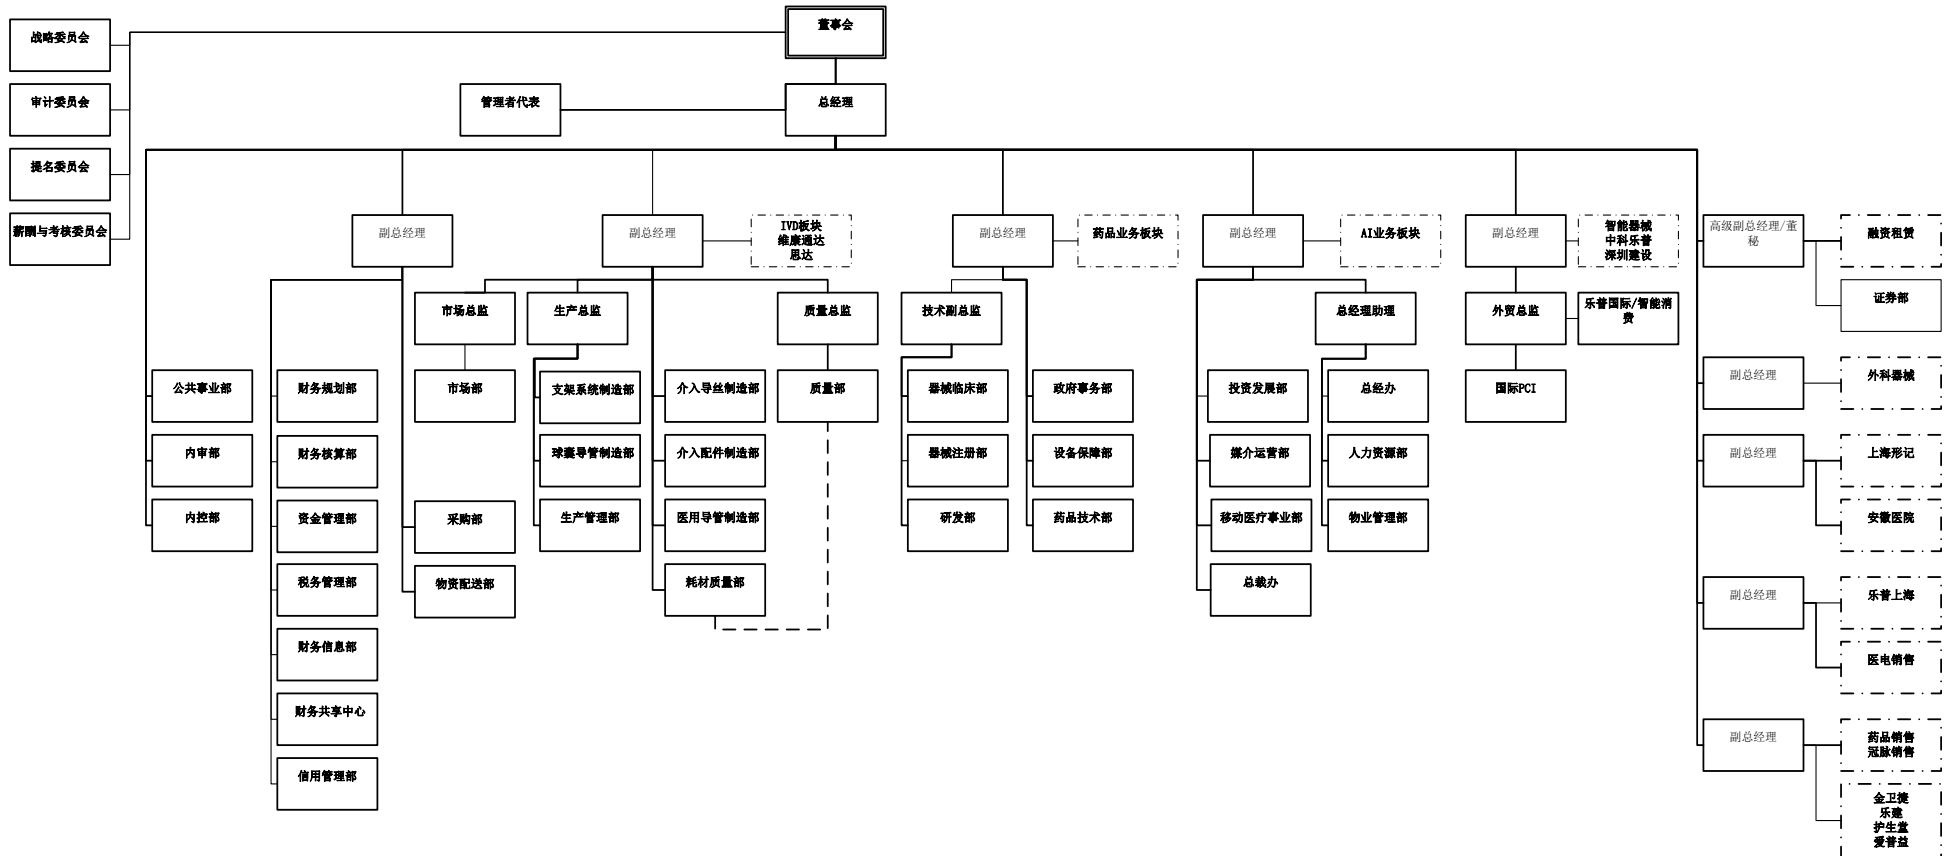 董事会
战略委员会
审计委员会
提名委员会
薪酬与考核委员会
管理者代表
总经理
副总经理
副总经理
IVD板块
维康通达
思达
副总经理
药品业务板块
副总经理
AI业务板块
副总经理
智能器械
中科乐普
深圳建设
高级副总经理/董
秘
融资租赁
市场总监
生产总监
质量总监
技术副总监
总经理助理
外贸总监
乐普国际/智能消
费
证券部
公共事业部
财务规划部
市场部
支架系统制造部
介入导丝制造部
质量部
器械临床部
政府事务部
投资发展部
总经办
国际PCI
副总经理
外科器械
内审部
财务核算部
球囊导管制造部
介入配件制造部
器械注册部
设备保障部
媒介运营部
人力资源部
副总经理
上海形记
内控部
资金管理部
采购部
生产管理部
医用导管制造部
研发部
药品技术部
移动医疗事业部
物业管理部
安徽医院
税务管理部
物资配送部
耗材质量部
总裁办
副总经理
乐普上海
财务信息部
医电销售
财务共享中心
副总经理
药品销售
冠脉销售
信用管理部
金卫捷
乐建
护生堂
爱普益